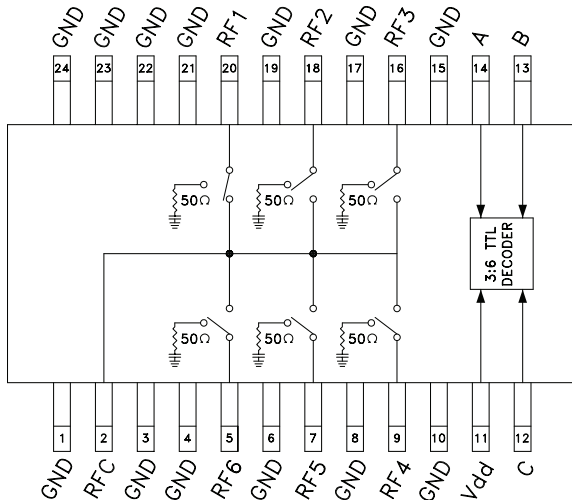 GND GND GND GND RF1 GND RF2 GND RF3 GND A B
24 23 22 21 20 19 18 17 16 15 14 13
50Ω 50Ω 50Ω
3:6 TTL
DECODER
50Ω 50Ω 50Ω
1 2 3 4 5 6 7 8 9 10 11 12
GND RFC GND GND RF6 GND RF5 GND RF4 GND Vdd C